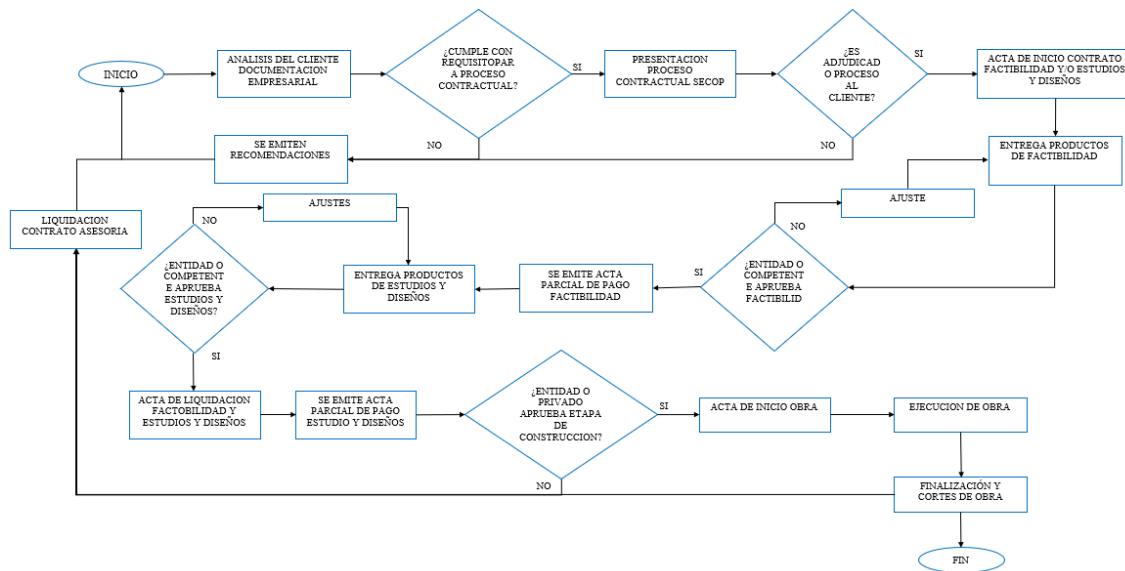 INICIO
ANALISIS DEL CLIENTE
DOCUMENTACION
EMPRESARIAL
¿CUMPLE CON
REQUISITOPAR
A PROCESO
CONTRACTUAL?
SI
PRESENTACION
PROCESO
CONTRACTUAL SECOP
¿ES
ADJUDICAD
O PROCESO
AL
CLIENTE?
SI
ACTA DE INICIO CONTRATO
FACTIBILIDAD Y/O ESTUDIOS
Y DISEÑOS
NO
NO
SE EMITEN
RECOMENDACIONES
ENTREGA PRODUCTOS
DE FACTIBILIDAD
AJUSTES
AJUSTE
LIQUIDACION
CONTRATO ASESORIA
NO
NO
¿ENTIDAD O
COMPETENT
E APRUEBA
ESTUDIOS Y
DISEÑOS?
ENTREGA PRODUCTOS
DE ESTUDIOS Y
DISEÑOS
SE EMITE ACTA
PARCIAL DE PAGO
FACTIBILIDAD
SI
¿ENTIDAD O
COMPETENT
E APRUEBA
FACTIBILID
SI
ACTA DE LIQUIDACION
FACTOBILIDAD Y
ESTUDIOS Y DISEÑOS
SE EMITE ACTA
PARCIAL DE PAGO
ESTUDIO Y DISEÑOS
¿ENTIDAD O
PRIVADO
APRUEBA ETAPA
DE
CONSTRUCCION?
SI
ACTA DE INICIO OBRA
EJECUCION DE OBRA
NO
FINALIZACIÓN Y
CORTES DE OBRA
FIN